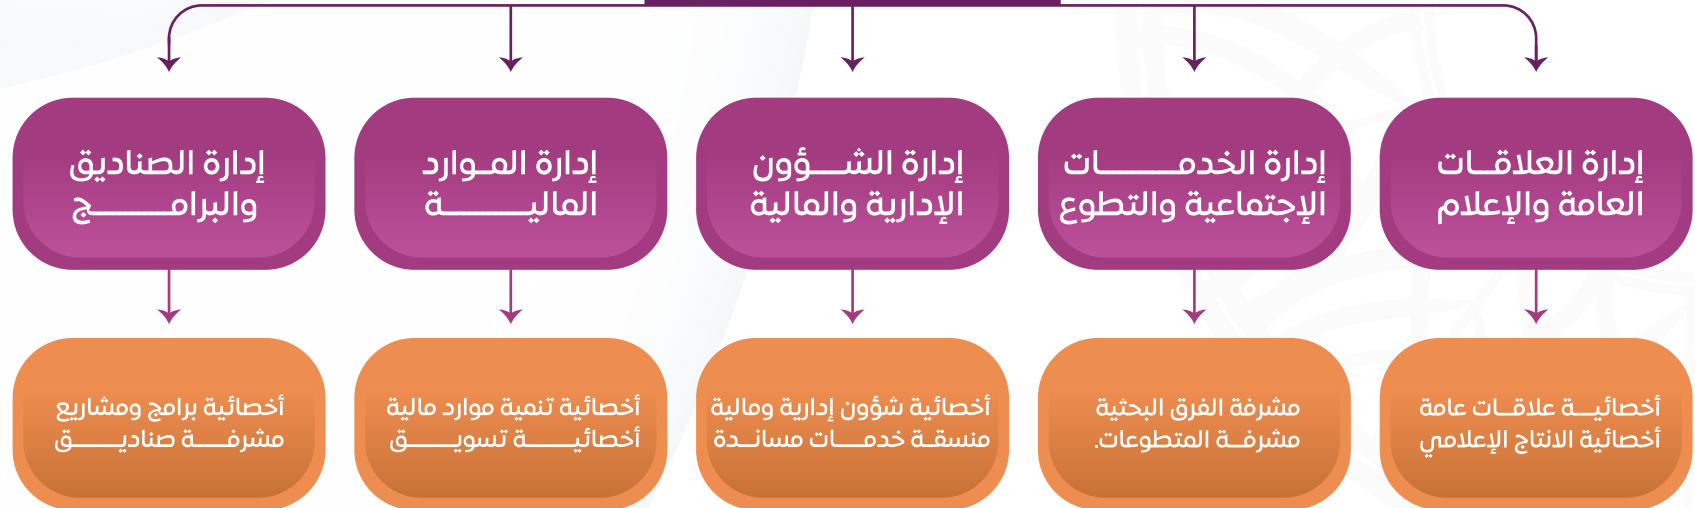 إدارة العلاقات
العامة والإعلام
إدارة الخدمات
الإجتماعية والتطوع
إدارة الشؤون
الإدارية والمالية
إدارة الموارد
المالية
إدارة الصناديق
والبرامج
أخصائية علاقات عامة
أخصائية الانتاج الإعلامي
مشرفة الفرق البحثية
مشرفة المتطوعات.
أخصائية شؤون إدارية ومالية
منسقة خدمات مساندة
أخصائية تنمية موارد مالية
أخصائية تسويق
أخصائية برامج ومشاريع
مشرفة صناديق